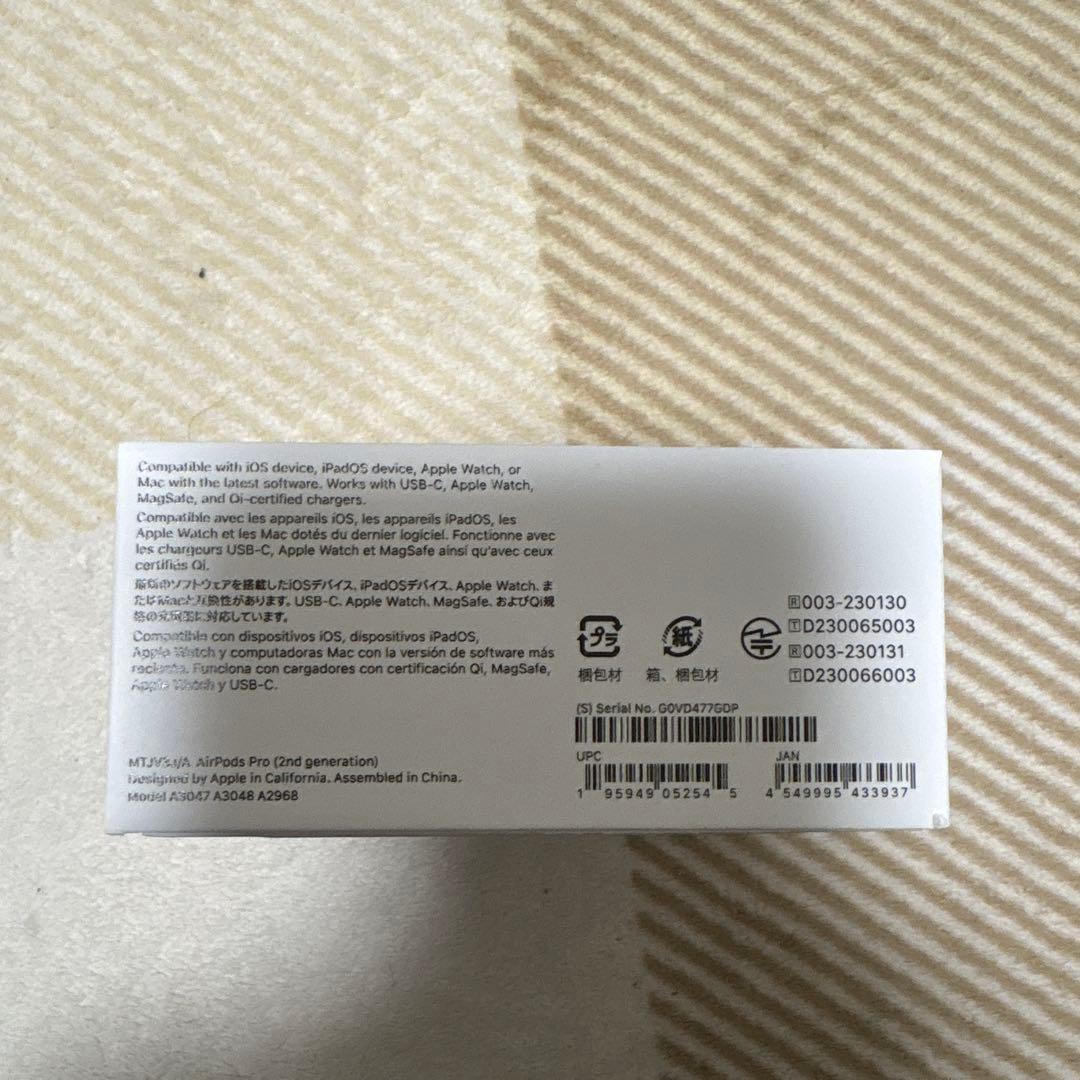 Compatible with iOS device, iPadOS device, Apple Watch, or
Mac with the latest software. Works with USB-C, Apple Watch,
MagSafe, and Qi-certified chargers.
Compatible avec les appareils iOS, les appareils iPadOS, les
Apple Watch et les Mac dotés du dernier logiciel. Fonctionne avec
les chargeurs USB-C, Apple Watch et MagSafe ainsi qu'avec ceux
certifiés Qi.
最新のソフトウェアを搭載したiOSデバイス、iPadOSデバイス、Apple Watch、ま
たはMacと互換性があります。USB-C、Apple Watch、MagSafe、およびQi規
格の充電器に対応しています。
Compatible con dispositivos iOS, dispositivos iPadOS,
Apple Watch y computadoras Mac con la versión de software más
reciente. Funciona con cargadores con certificación Qi, MagSafe,
Apple Watch y USB-C.
MTJV3J/A AirPods Pro (2nd generation)
Designed by Apple in California. Assembled in China.
Model A3047 A3048 A2968
プラ
梱包材
紙
箱、梱包材
R 003-230130
T D230065003
R 003-230131
T D230066003
(S) Serial No. G0VD477GDP
UPC
1 95949 05254 5
JAN
4 549995 433937